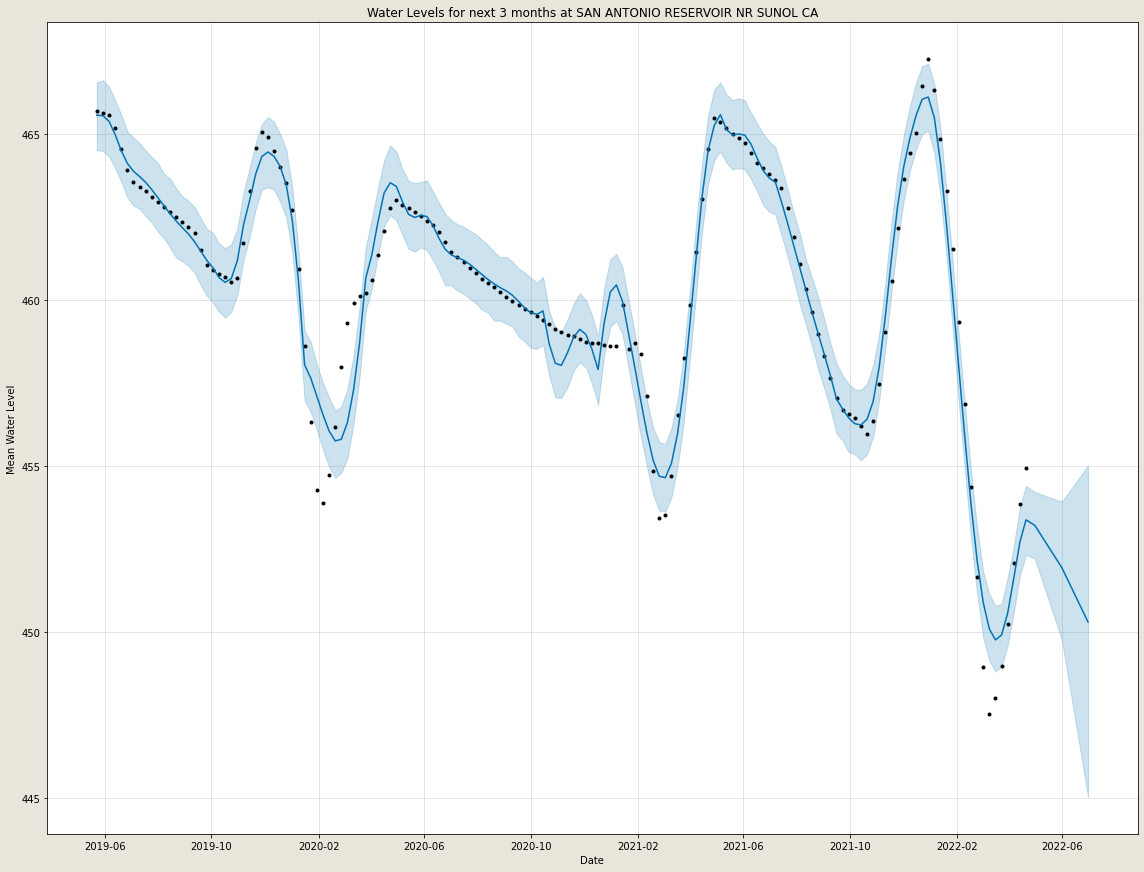 Water Levels for next 3 months at SAN ANTONIO RESERVOIR NR SUNOL CA
Mean Water Level
465
460
455
450
445
2019-06 2019-10 2020-02 2020-06 2020-10 2021-02 2021-06 2021-10 2022-02 2022-06
Date